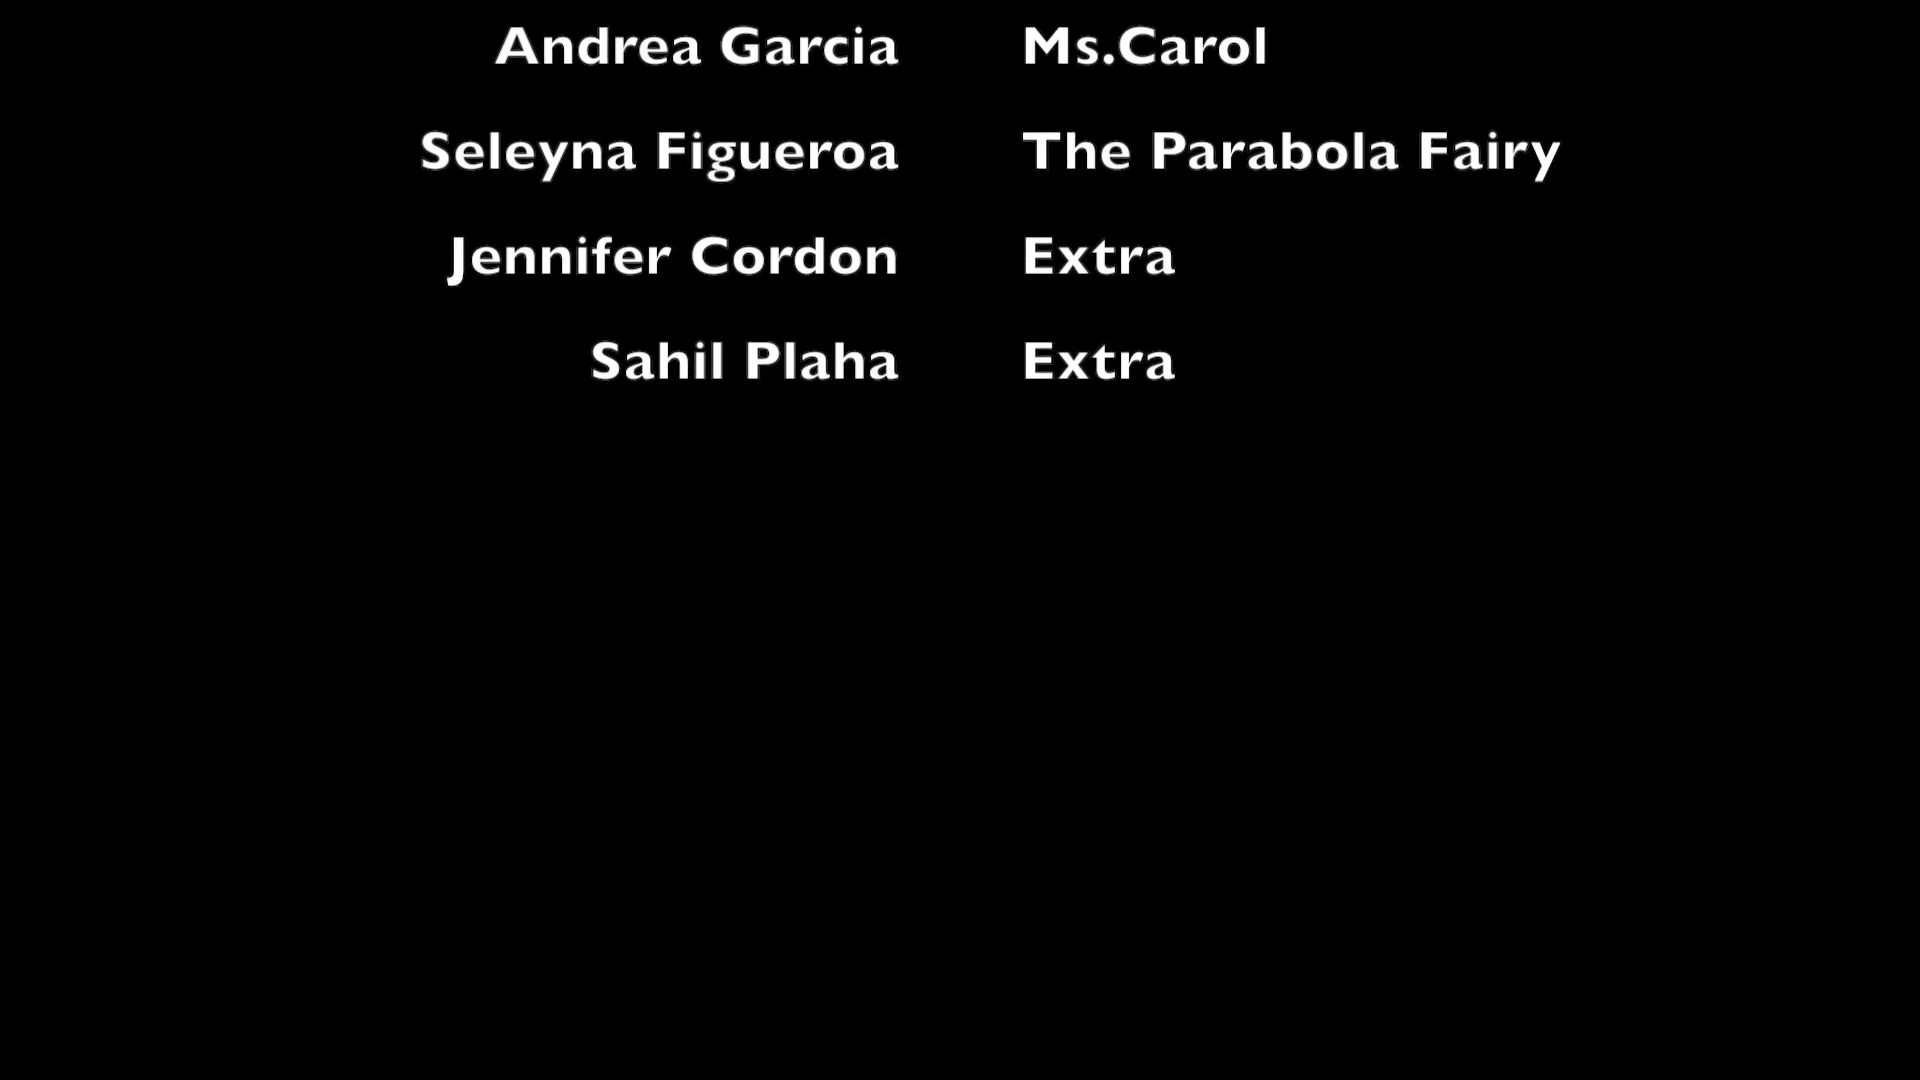 Andrea Garcia Ms.Carol
Seleyna Figueroa The Parabola Fairy
Jennifer Cordon Extra
Sahil Plaha Extra